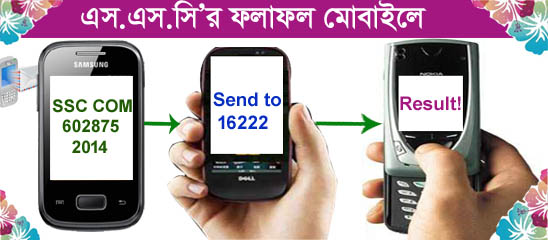 এস.এস.সি'র ফলাফল মোবাইলে
SAMSUNG
SSC COM
602875
2014
Send to
16222
DELL
NOKIA
Result!